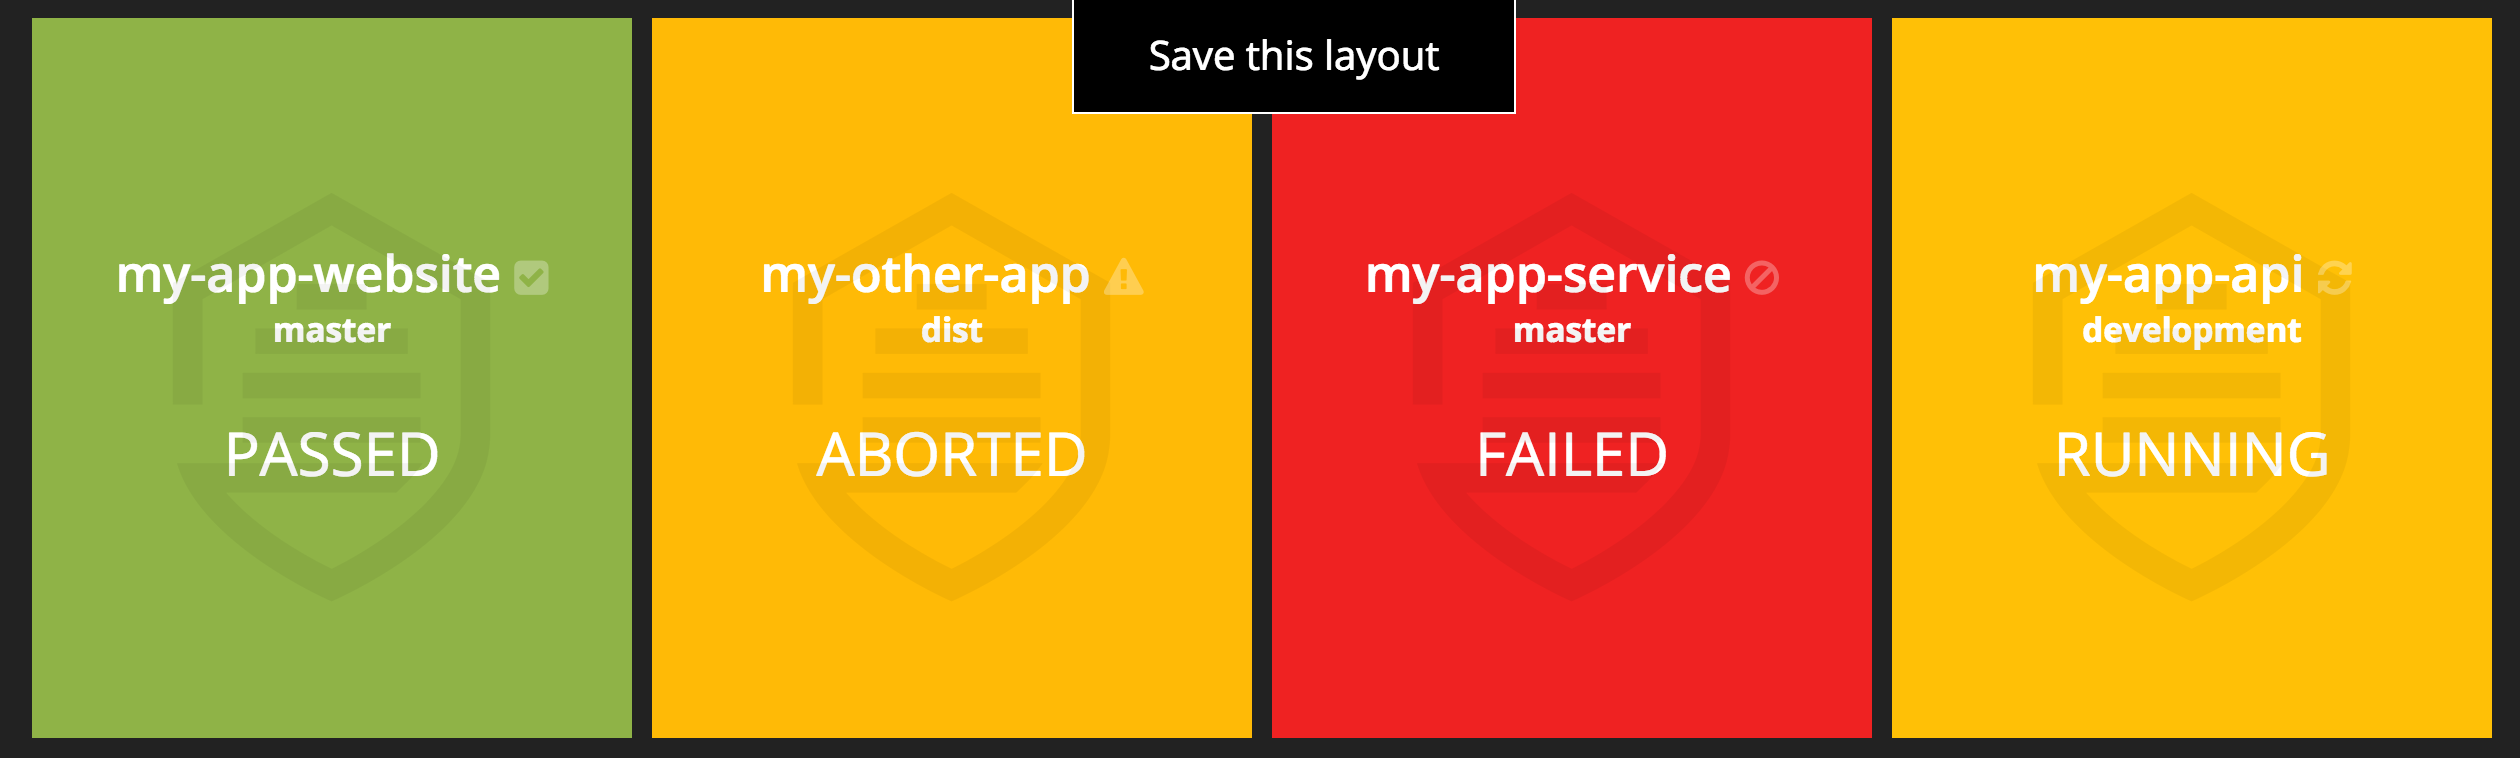 Save this layout
my-app-website
master
PASSED
my-other-app
dist
ABORTED
my-app-service
master
FAILED
my-app-api
development
RUNNING